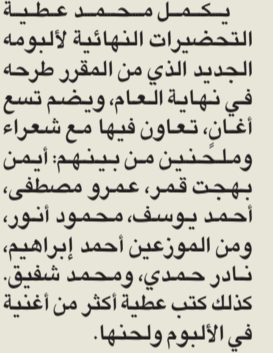 يكمل محمد عطية
التحضيرات النهائية لألبومه
الجديد الذي من المقرر طرحه
في نهاية العام، ويضم تسع
أغانٍ، تعاون فيها مع شعراء
وملحنين من بينهم: أيمن
بهجت قمر، عمرو مصطفى،
أحمد يوسف، محمود أنور،
ومن الموزعين أحمد إبراهيم،
نادر حمدي، ومحمد شفيق.
كذلك كتب عطية أكثر من أغنية
في الألبوم ولحنها.